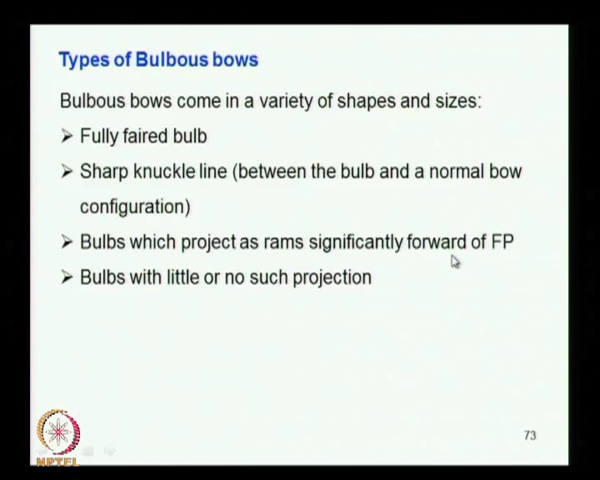 Types of Bulbous bows
Bulbous bows come in a variety of shapes and sizes:
➢ Fully faired bulb
➢ Sharp knuckle line (between the bulb and a normal bow
configuration)
➢ Bulbs which project as rams significantly forward of FP
➢ Bulbs with little or no such projection
73
NPTEL